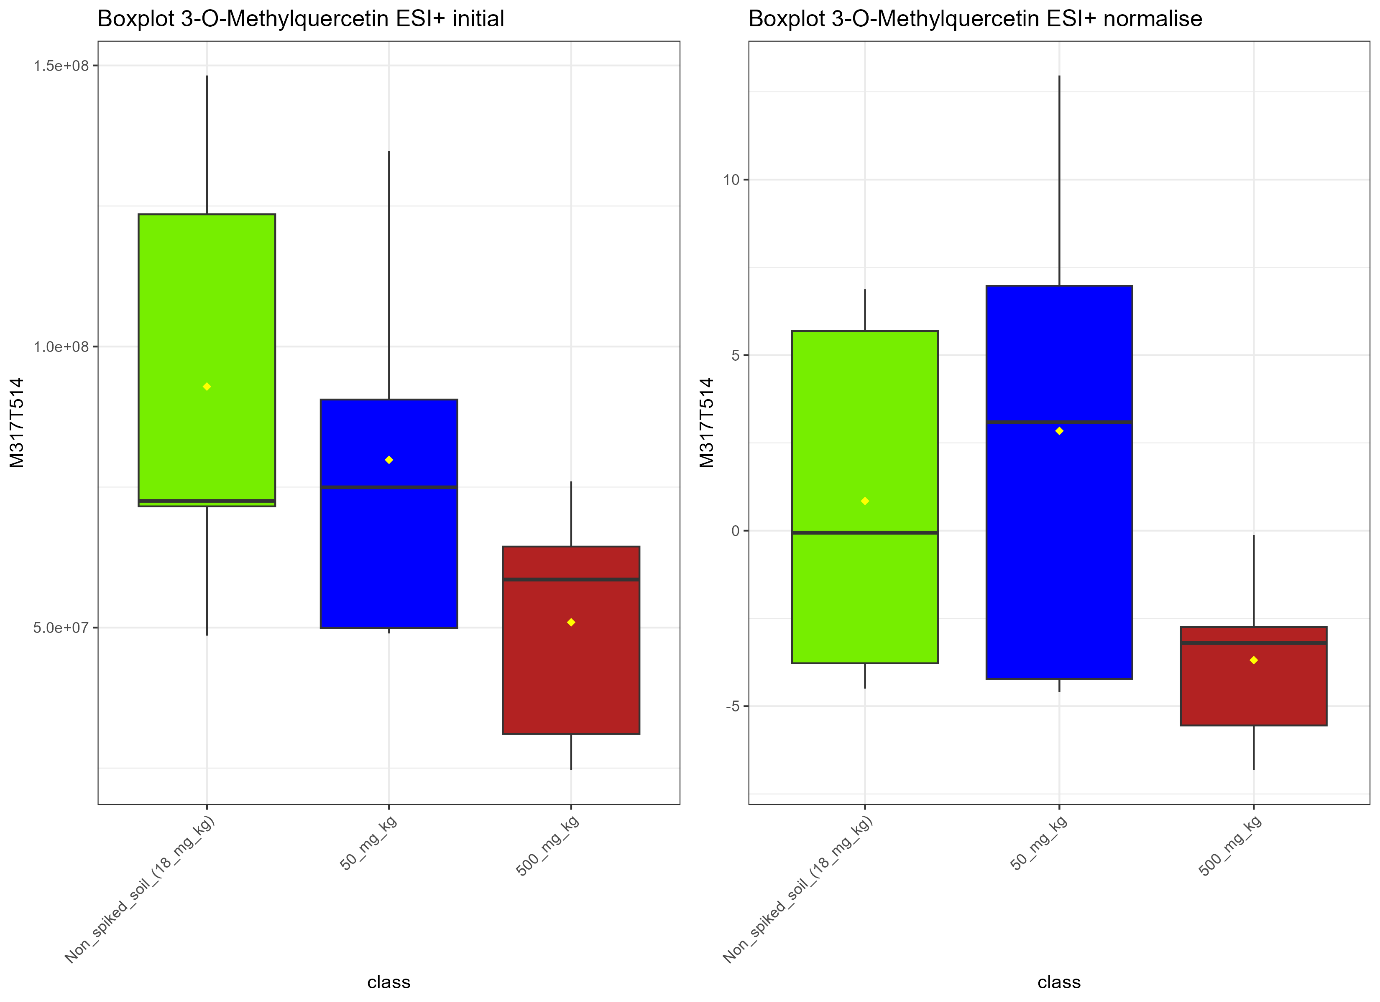 Boxplot 3-O-Methylquercetin ESI+ initial
1.5e+08
1.0e+08
5.0e+07
M317T514
Non_spiked_soil_(18_mg_kg)
50_mg_kg
500_mg_kg
class
Boxplot 3-O-Methylquercetin ESI+ normalise
10
5
0
-5
M317T514
Non_spiked_soil_(18_mg_kg)
50_mg_kg
500_mg_kg
class